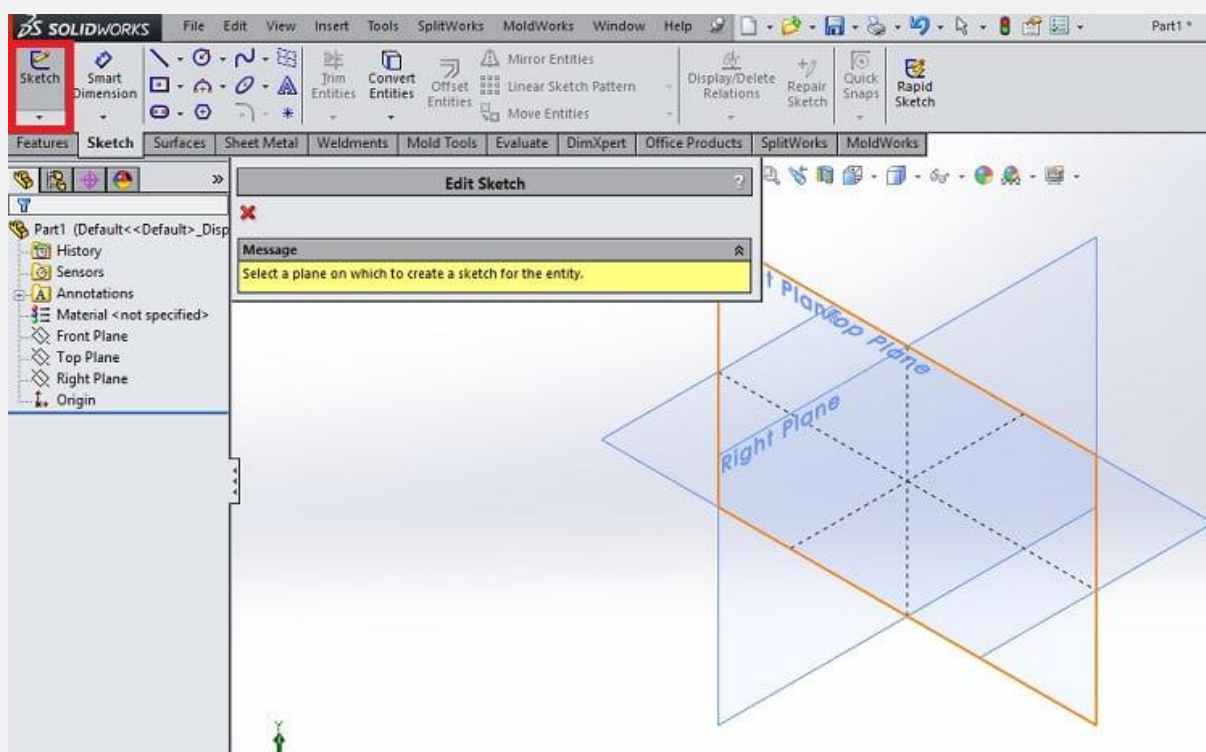 SOLIDWORKS File Edit View Insert Tools SplitWorks MoldWorks Window Help Part1 *
Sketch
Smart
Dimension
Trim
Entities
Convert
Entities
Offset
Entities
Mirror Entities
Linear Sketch Pattern
Move Entities
Display/Delete
Relations
Repair
Sketch
Quick
Snaps
Rapid
Sketch
Features Sketch Surfaces Sheet Metal Weldments Mold Tools Evaluate DimXpert Office Products SplitWorks MoldWorks
Edit Sketch ?
Message
Select a plane on which to create a sketch for the entity.
Part1 (Default<<Default>_Disp
History
Sensors
A Annotations
Material <not specified>
Front Plane
Top Plane
Right Plane
Origin
t Plane
Top Plane
Right Plane
Y